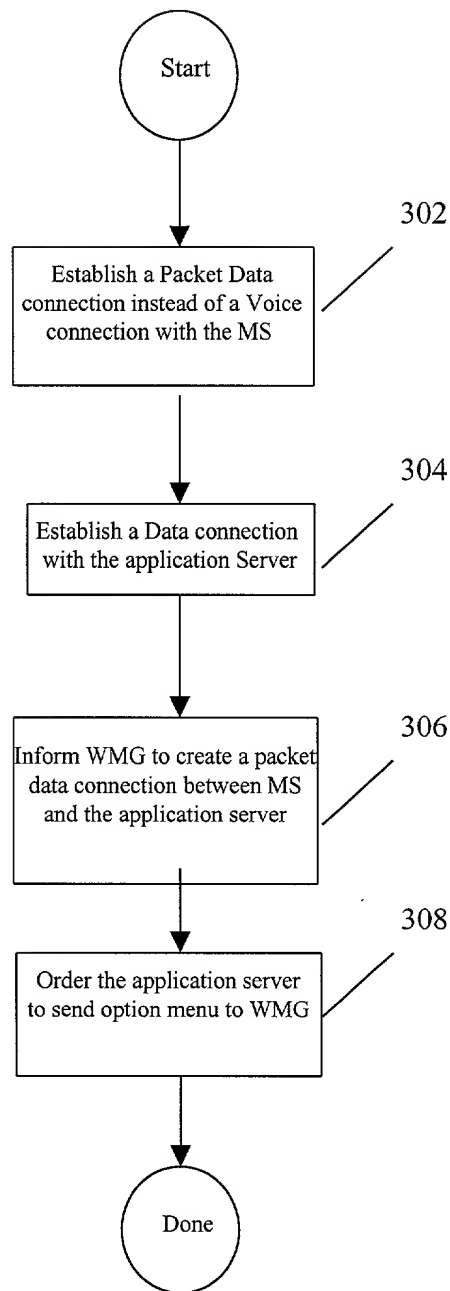 Start
302
Establish a Packet Data
connection instead of a Voice
connection with the MS
304
Establish a Data connection
with the application Server
306
Inform WMG to create a packet
data connection between MS
and the application server
308
Order the application server
to send option menu to WMG
Done